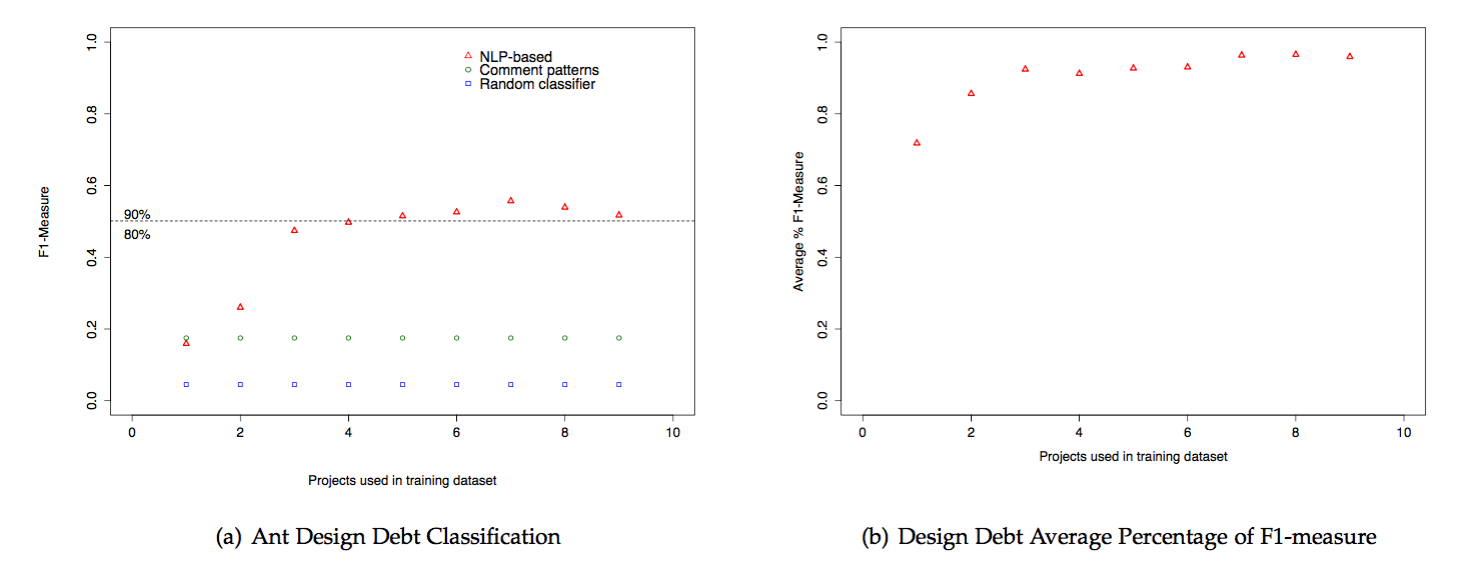 NLP-based
Comment patterns
Random classifier
F1-Measure
1.0
0.8
0.6
0.4
0.2
0.0
90%
80%
0 2 4 6 8 10
Projects used in training dataset
(a) Ant Design Debt Classification
Average % F1-Measure
1.0
0.8
0.6
0.4
0.2
0.0
0 2 4 6 8 10
Projects used in training dataset
(b) Design Debt Average Percentage of F1-measure